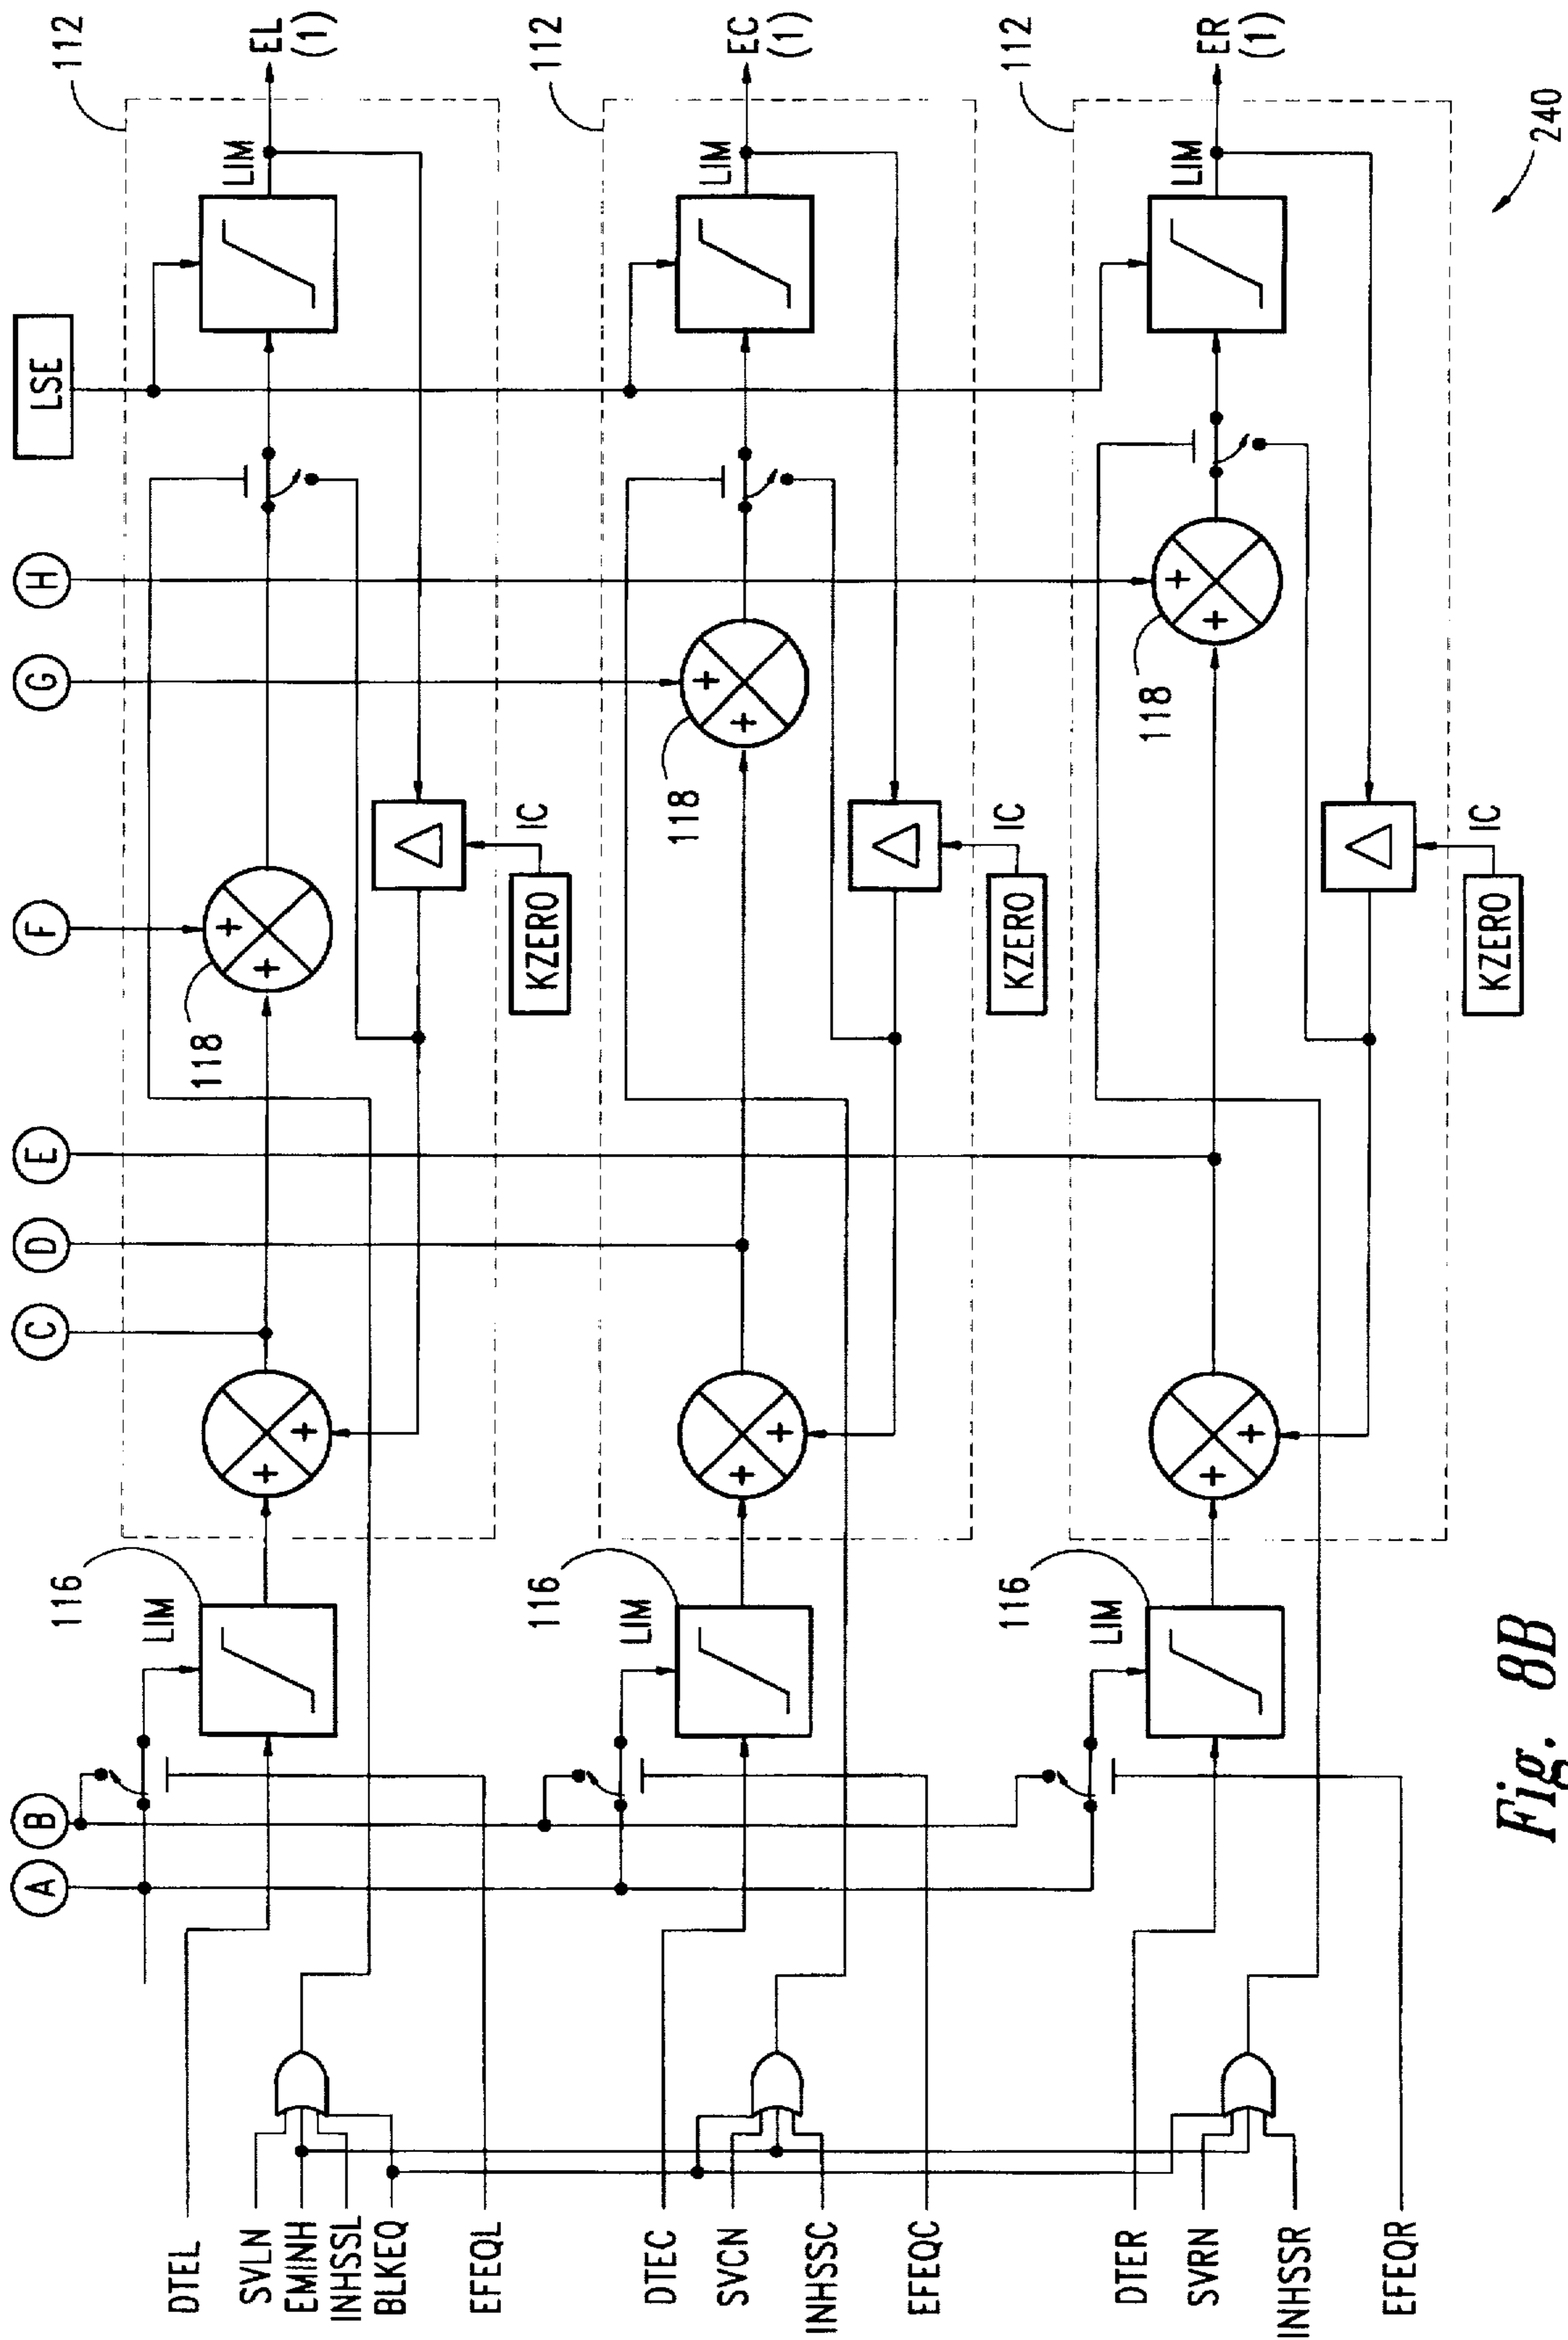 LSE
H
G
F
E
D
C
B
A
112
EL
(1)
LIM
118
IC
KZERO
116
LIM
DTEL
SVLN
EMINH
INHSSL
BLKEQ
EFEQL
112
EC
(1)
LIM
118
IC
KZERO
116
LIM
DTEC
SVCN
INHSSC
EFEQC
112
ER
(1)
LIM
118
IC
KZERO
116
LIM
DTER
SVRN
INHSSR
EFEQR
+
+
+
+
+
+
+
+
+
+
+
+
240
Fig. 8B